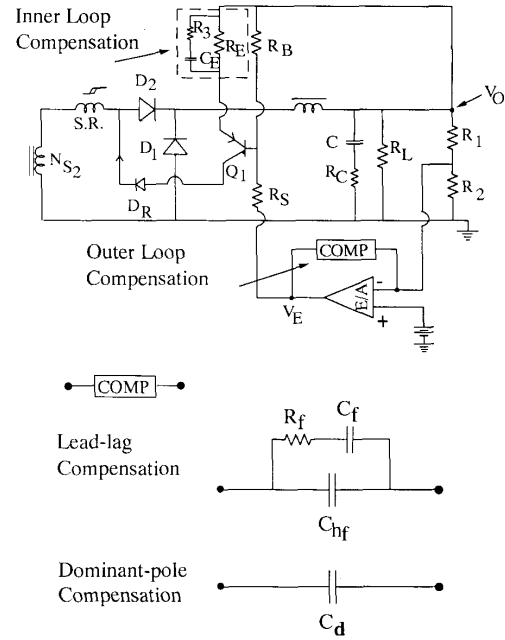 Inner Loop
Compensation
R3
CE
RE
RB
D2
S.R.
VO
NS2
D1
Q1
C
RC
RL
R1
R2
DR
RS
Outer Loop
Compensation
COMP
VE
E/A
-
+
COMP
Lead-lag
Compensation
Rf
Cf
Chf
Dominant-pole
Compensation
Cd